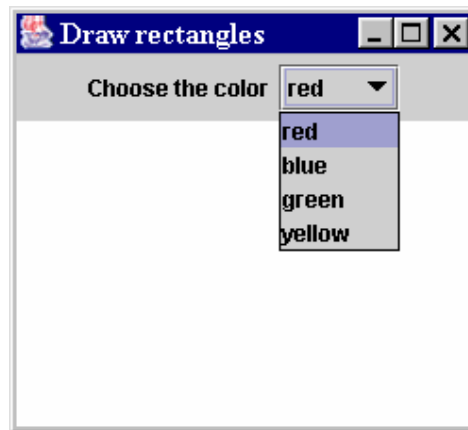 Draw rectangles
Choose the color red
red
blue
green
yellow